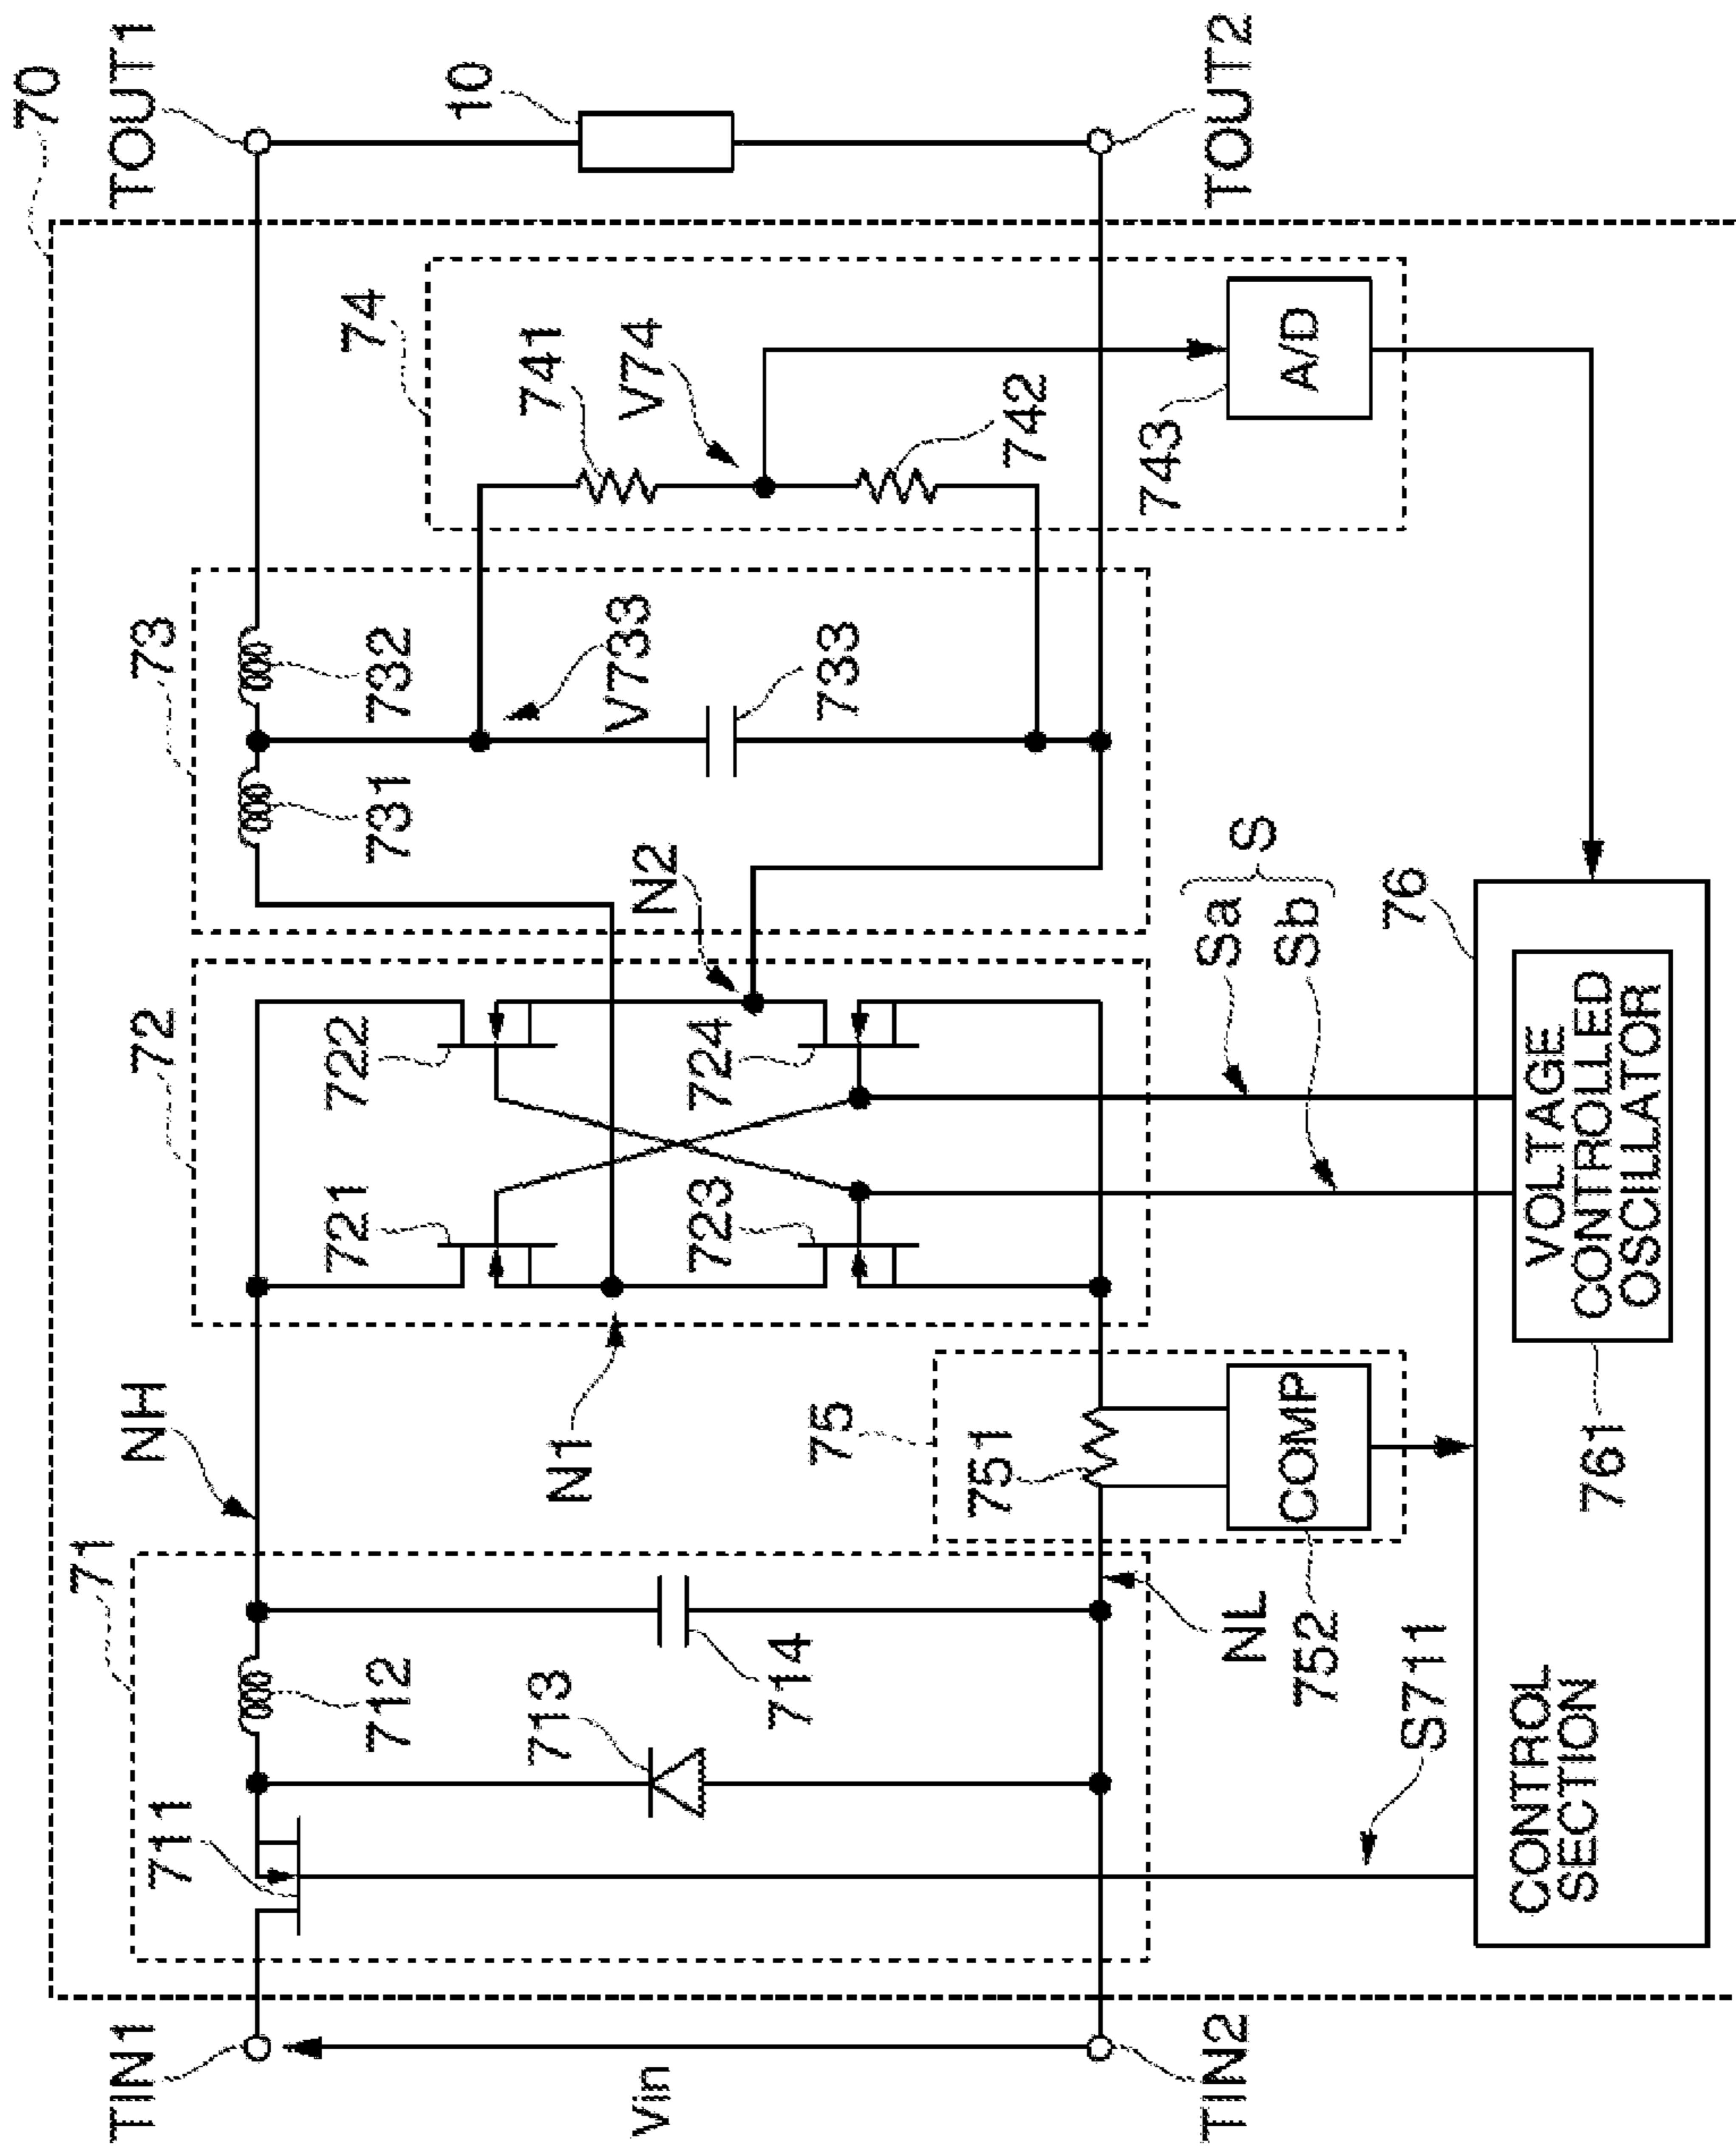 70
TOUT1
10
TOUT2
74
741
V74
742
743
A/D
73
732
731
V733
733
N2
72
722
724
721
723
N1
S
Sa
Sb
76
VOLTAGE
CONTROLLED
OSCILLATOR
761
NH
75
751
COMP
752
71
712
714
713
711
NL
S711
CONTROL
SECTION
TIN1
Vin
TIN2